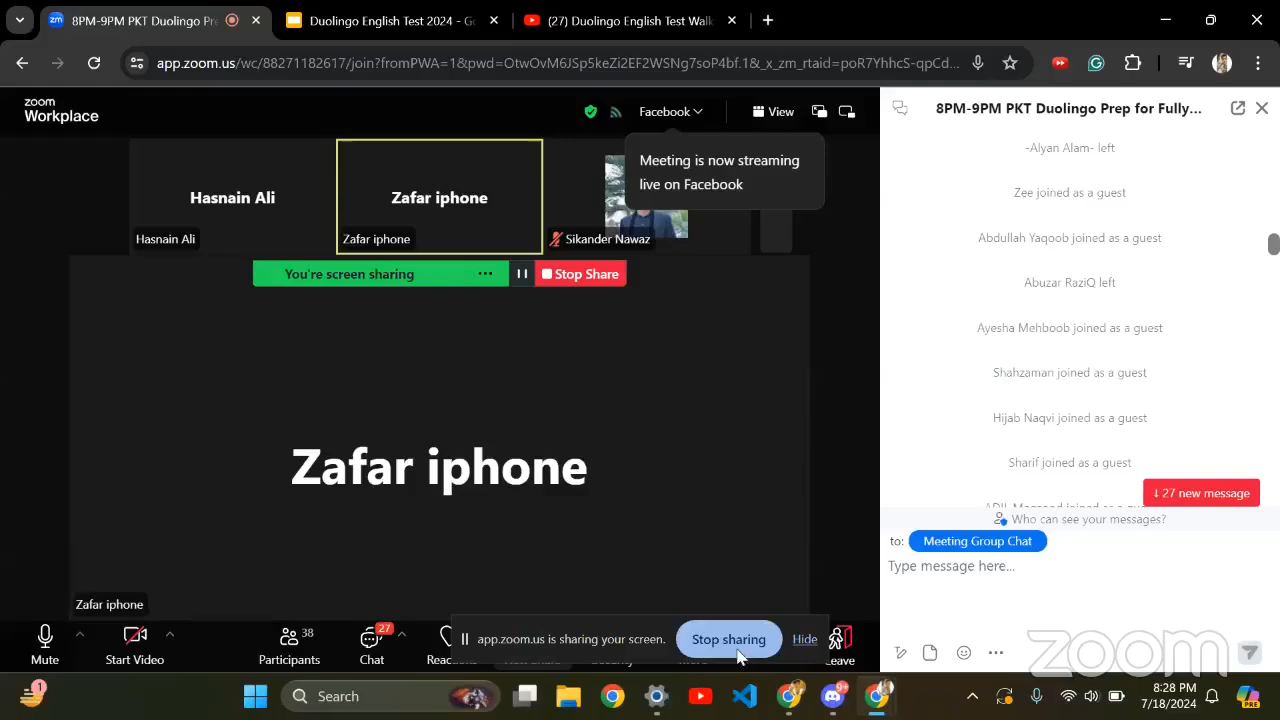 8PM-9PM PKT Duolingo Pre
Duolingo English Test 2024 - Go
(27) Duolingo English Test Walk
app.zoom.us/wc/88271182617/join?fromPWA=1&pwd=OtwOvM6JSp5keZi2EF2WSNg7soP4bf.1&_x_zm_rtaid=poR7YhhcS-qpCd...
zoom
Workplace
Facebook
View
8PM-9PM PKT Duolingo Prep for Fully...
Meeting is now streaming
live on Facebook
Hasnain Ali
Zafar iphone
Hasnain Ali
Zafar iphone
Sikander Nawaz
You're screen sharing
Stop Share
-Alyan Alam- left
Zee joined as a guest
Abdullah Yaqoob joined as a guest
Abuzar RaziQ left
Ayesha Mehboob joined as a guest
Shahzaman joined as a guest
Hijab Naqvi joined as a guest
Sharif joined as a guest
27 new message
Who can see your messages?
to: Meeting Group Chat
Type message here...
Zafar iphone
Zafar iphone
app.zoom.us is sharing your screen.
Stop sharing
Hide
38
27
Mute
Start Video
Participants
Chat
Leave
zoom
1
Search
PRE
8:28 PM
7/18/2024